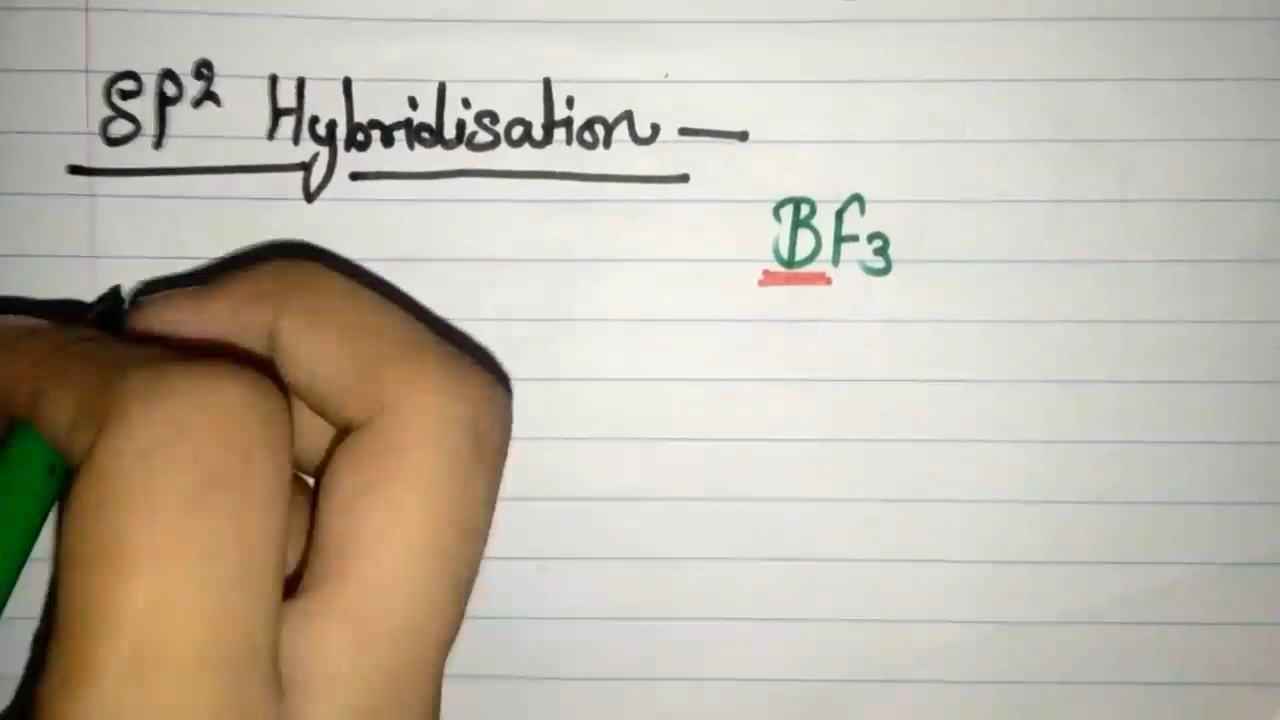 SP² Hybridisation —
BF₃